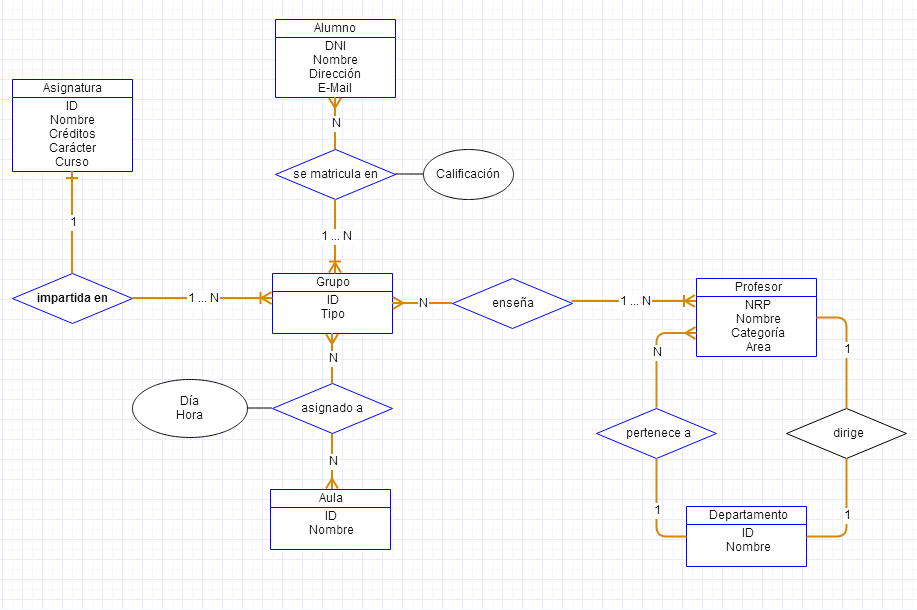 Alumno
DNI
Nombre
Dirección
E-Mail
Asignatura
ID
Nombre
Créditos
Carácter
Curso
N
se matricula en
Calificación
1
1 ... N
impartida en
1 ... N
Grupo
ID
Tipo
N
enseña
1 ... N
Profesor
NRP
Nombre
Categoría
Area
N
1
N
Día
Hora
asignado a
pertenece a
dirige
N
Aula
ID
Nombre
1
1
Departamento
ID
Nombre